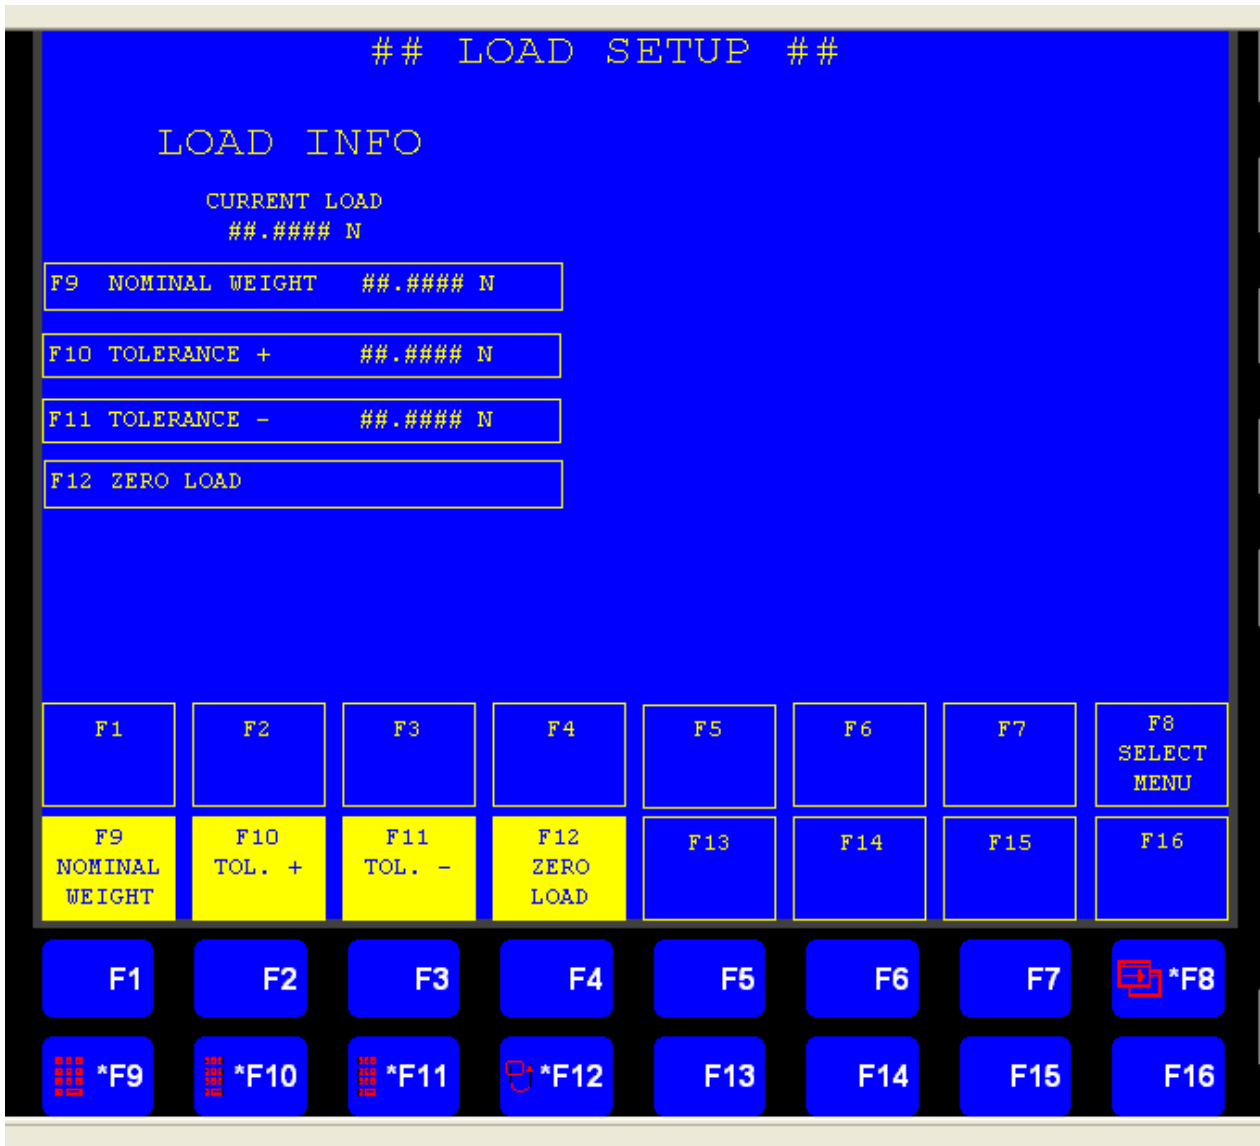 ## LOAD SETUP ##
LOAD INFO
CURRENT LOAD
##.#### N
F9 NOMINAL WEIGHT ##.#### N
F10 TOLERANCE + ##.#### N
F11 TOLERANCE - ##.#### N
F12 ZERO LOAD
F1 F2 F3 F4 F5 F6 F7 F8
SELECT
MENU
F9 F10 F11 F12 F13 F14 F15 F16
NOMINAL TOL. + TOL. - ZERO
WEIGHT LOAD
F1 F2 F3 F4 F5 F6 F7 *F8
*F9 *F10 *F11 *F12 F13 F14 F15 F16